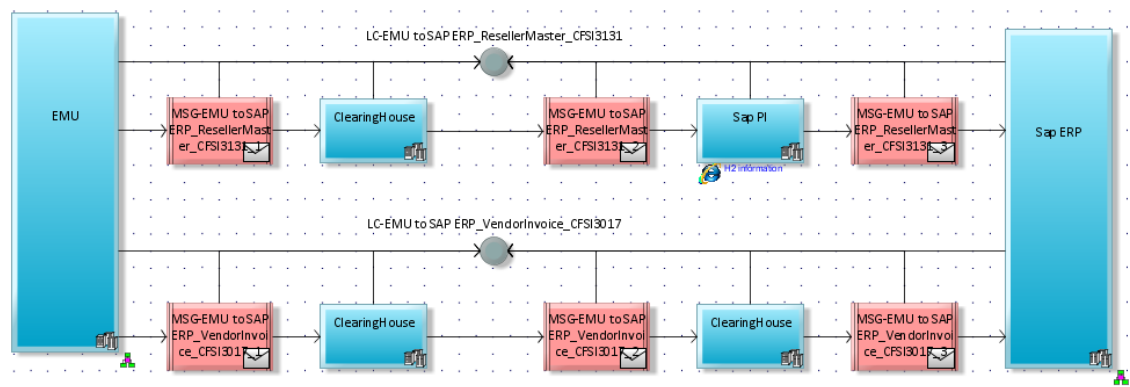 LC-EMU to SAP ERP_ResellerMaster_CFSI3131
EMU
MSG-EMU to SAP
ERP_ResellerMast
er_CFSI3131_1
ClearingHouse
MSG-EMU to SAP
ERP_ResellerMast
er_CFSI3131_2
Sap PI
MSG-EMU to SAP
ERP_ResellerMast
er_CFSI3131_3
Sap ERP
H2 information
LC-EMU to SAP ERP_VendorInvoice_CFSI3017
MSG-EMU to SAP
ERP_VendorInvoi
ce_CFSI3017_1
ClearingHouse
MSG-EMU to SAP
ERP_VendorInvoi
ce_CFSI3017_2
ClearingHouse
MSG-EMU to SAP
ERP_VendorInvoi
ce_CFSI3017_3